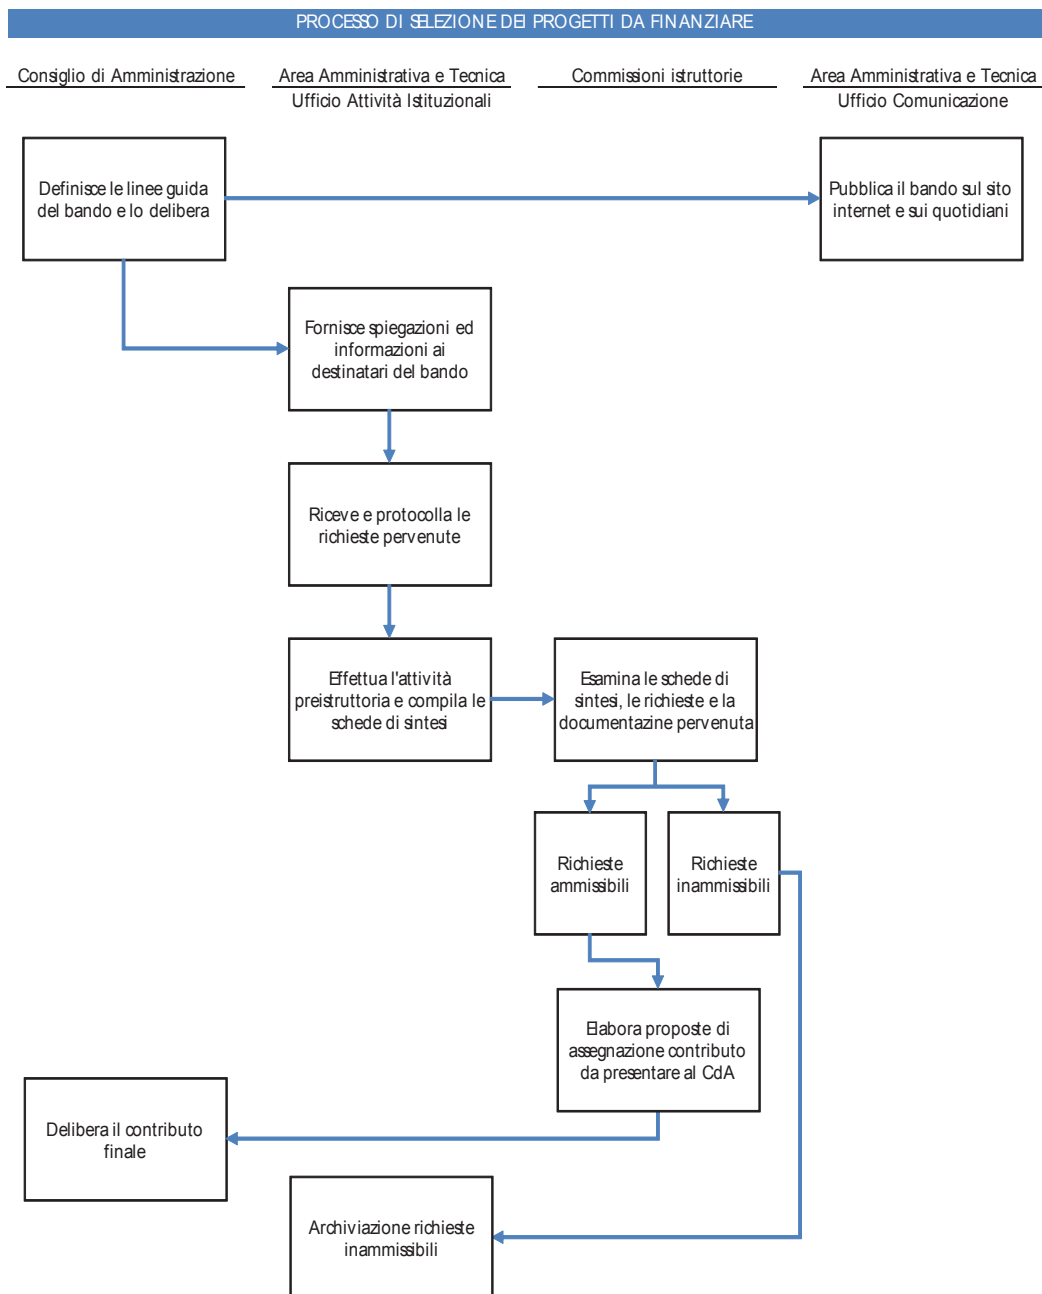 PROCESSO DI SELEZIONE DEI PROGETTI DA FINANZIARE
Consiglio di Amministrazione
Area Amministrativa e Tecnica
Ufficio Attività Istituzionali
Commissioni istruttorie
Area Amministrativa e Tecnica
Ufficio Comunicazione
Definisce le linee guida
del bando e lo delibera
Pubblica il bando sul sito
internet e sui quotidiani
Fornisce spiegazioni ed
informazioni ai
destinatari del bando
Riceve e protocolla le
richieste pervenute
Effettua l'attività
preistruttoria e compila le
schede di sintesi
Esamina le schede di
sintesi, le richieste e la
documentazine pervenuta
Richieste
ammissibili
Richieste
inammissibili
Elabora proposte di
assegnazione contributo
da presentare al CdA
Delibera il contributo
finale
Archiviazione richieste
inammissibili